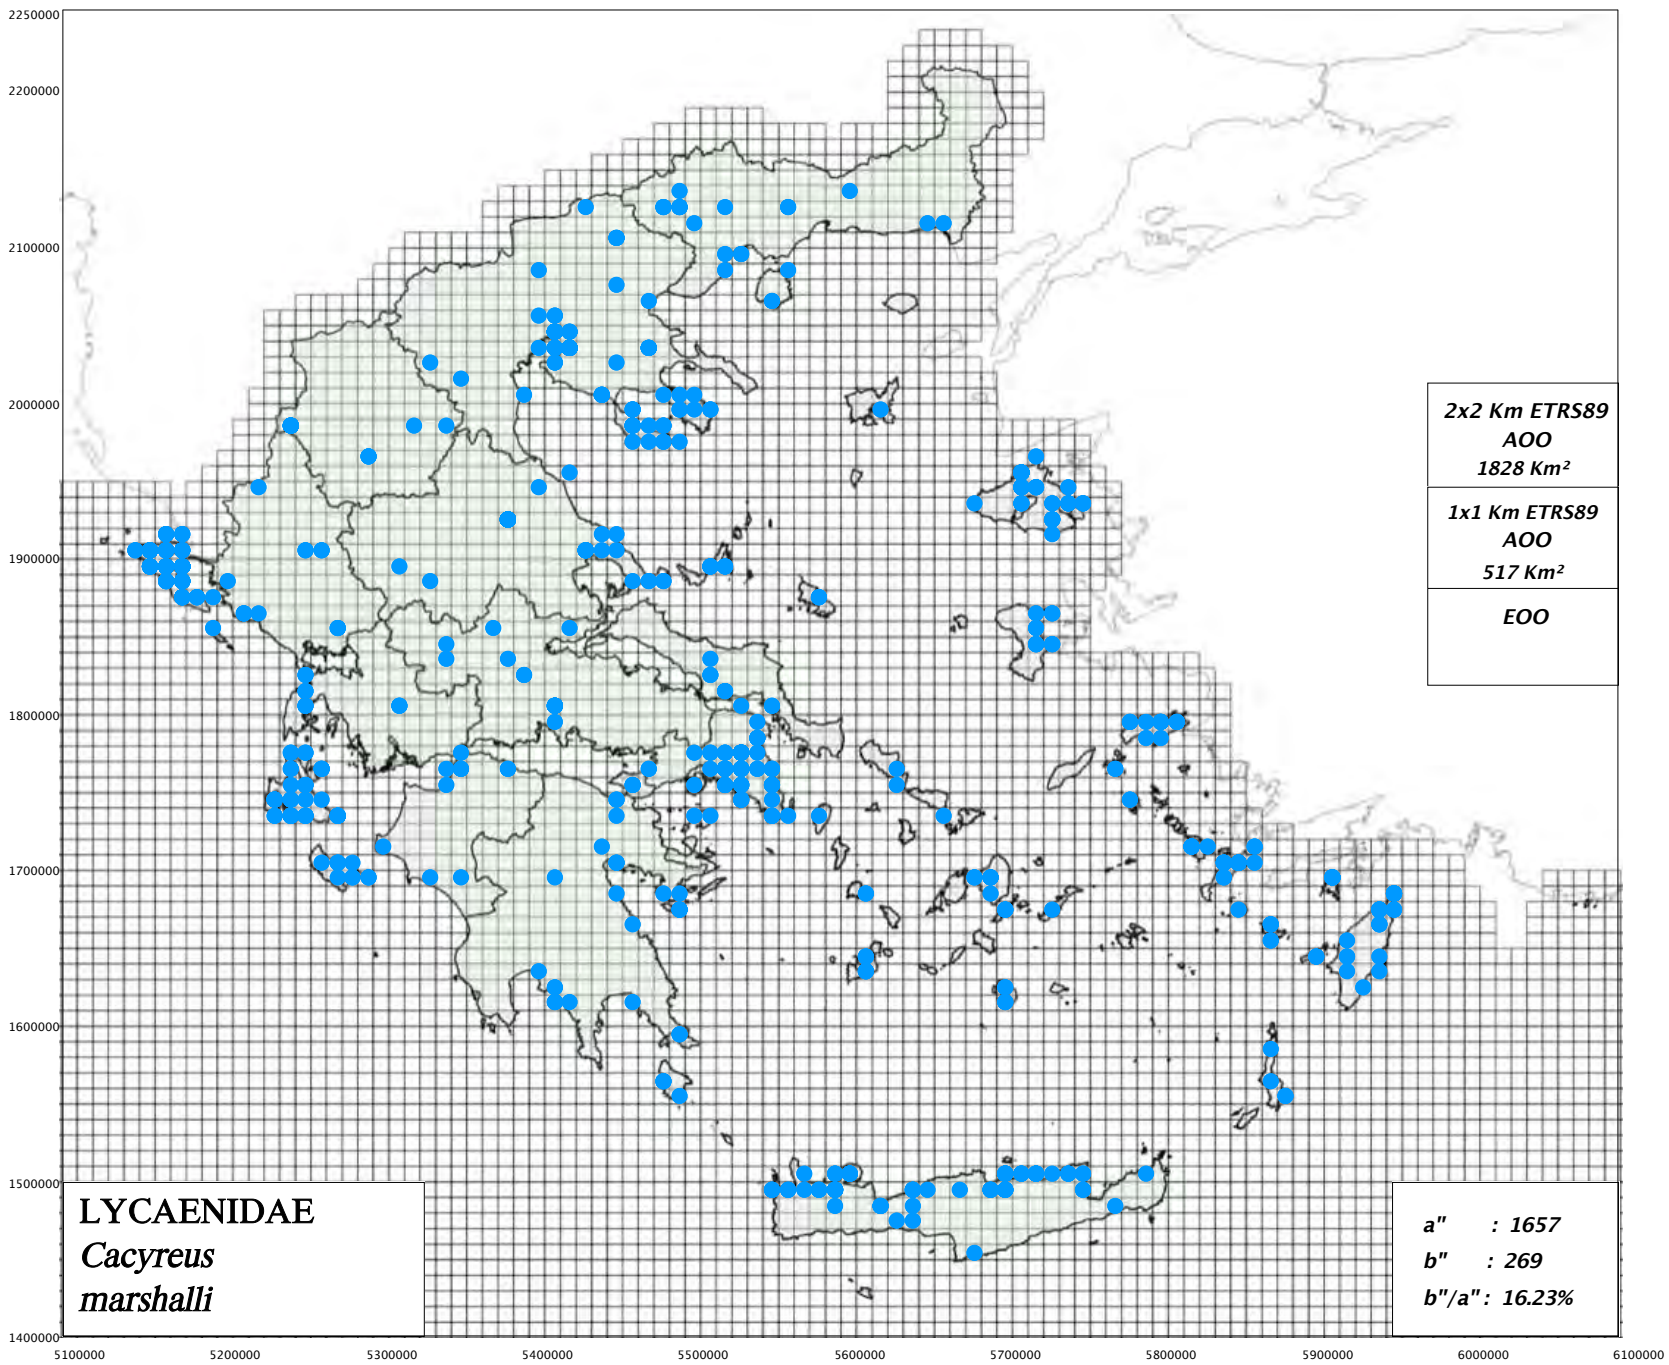 2250000
2200000
2100000
2000000
1900000
1800000
1700000
1600000
1500000
1400000
2x2 Km ETRS89
AOO
1828 Km²
1x1 Km ETRS89
AOO
517 Km²
EOO
LYCAENIDAE
Cacyreus
marshalli
a" : 1657
b" : 269
b"/a" : 16.23%
5100000 5200000 5300000 5400000 5500000 5600000 5700000 5800000 5900000 6000000 6100000